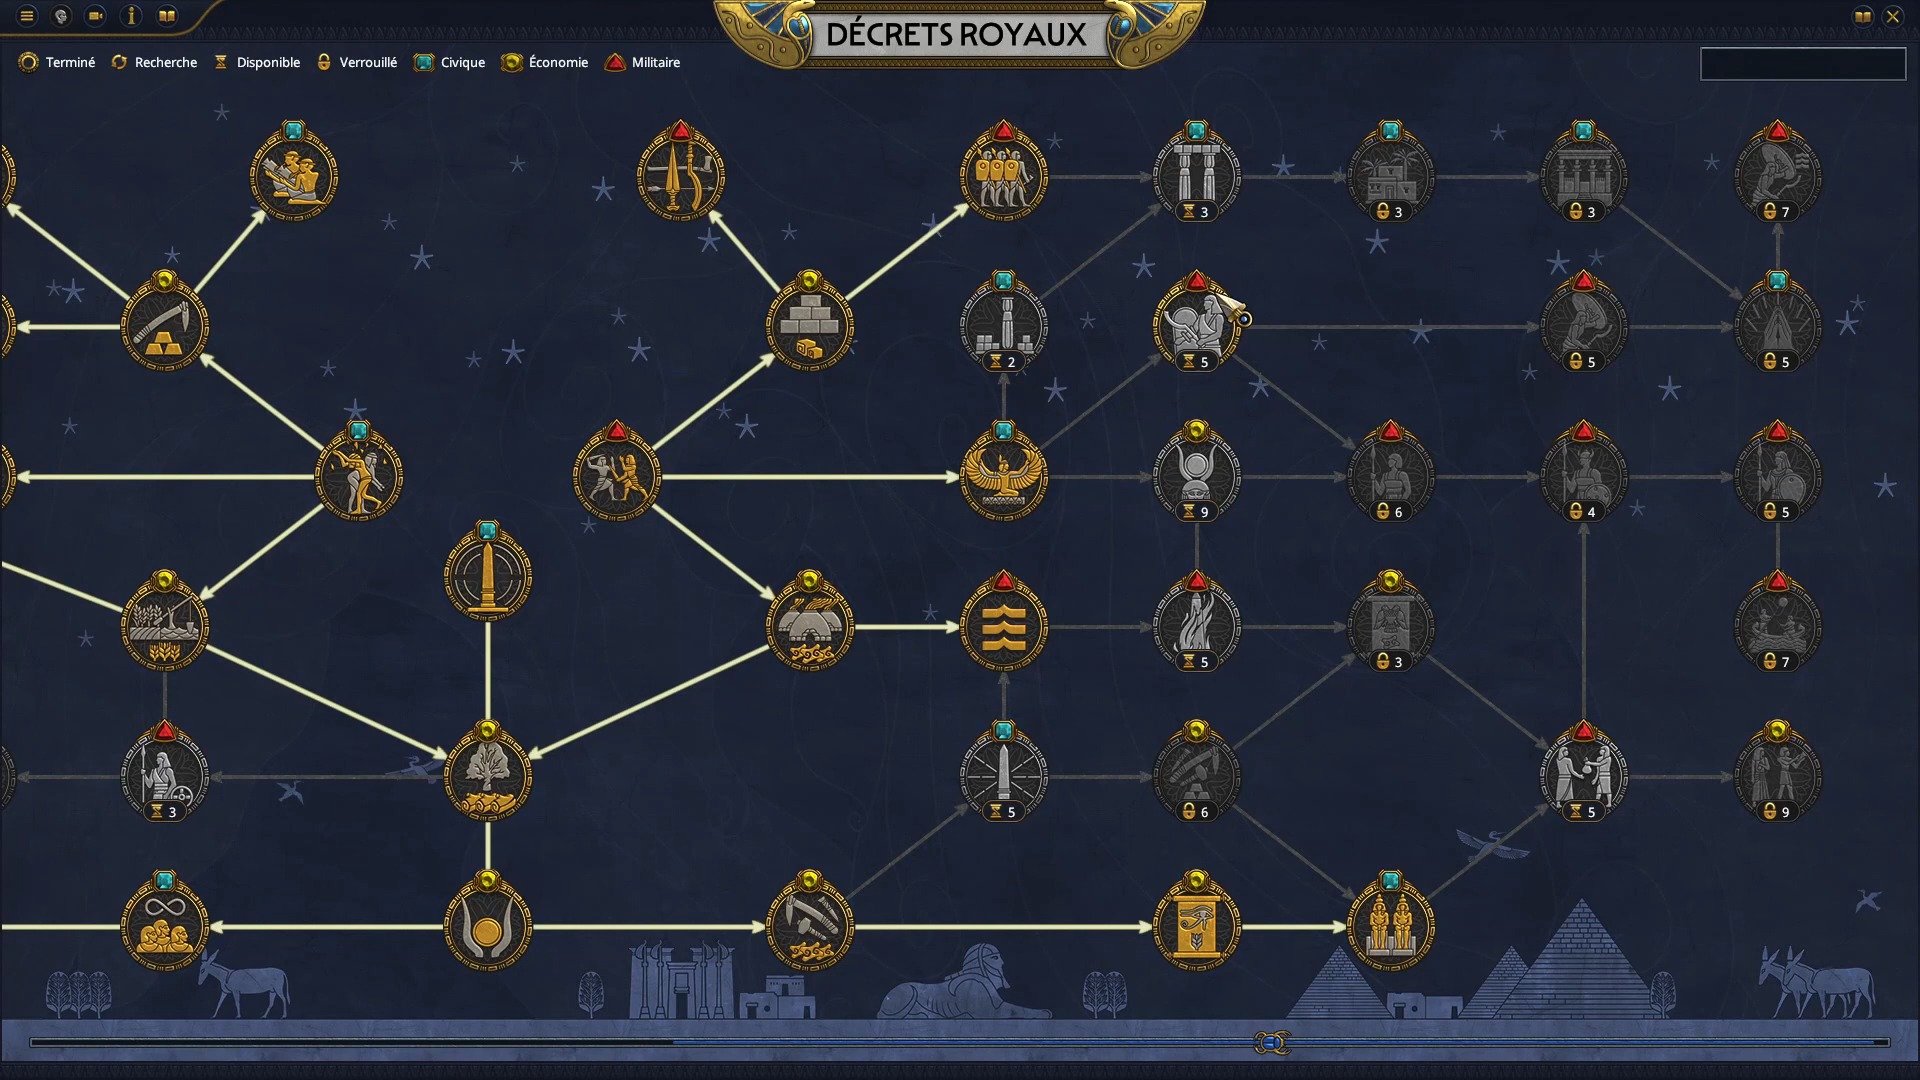 DÉCRETS ROYAUX
Terminé Recherche Disponible Verrouillé Civique Économie Militaire
3 3 3 7
2 5 5 5
9 6 4 5
5 3 7
3 5 6 5 9